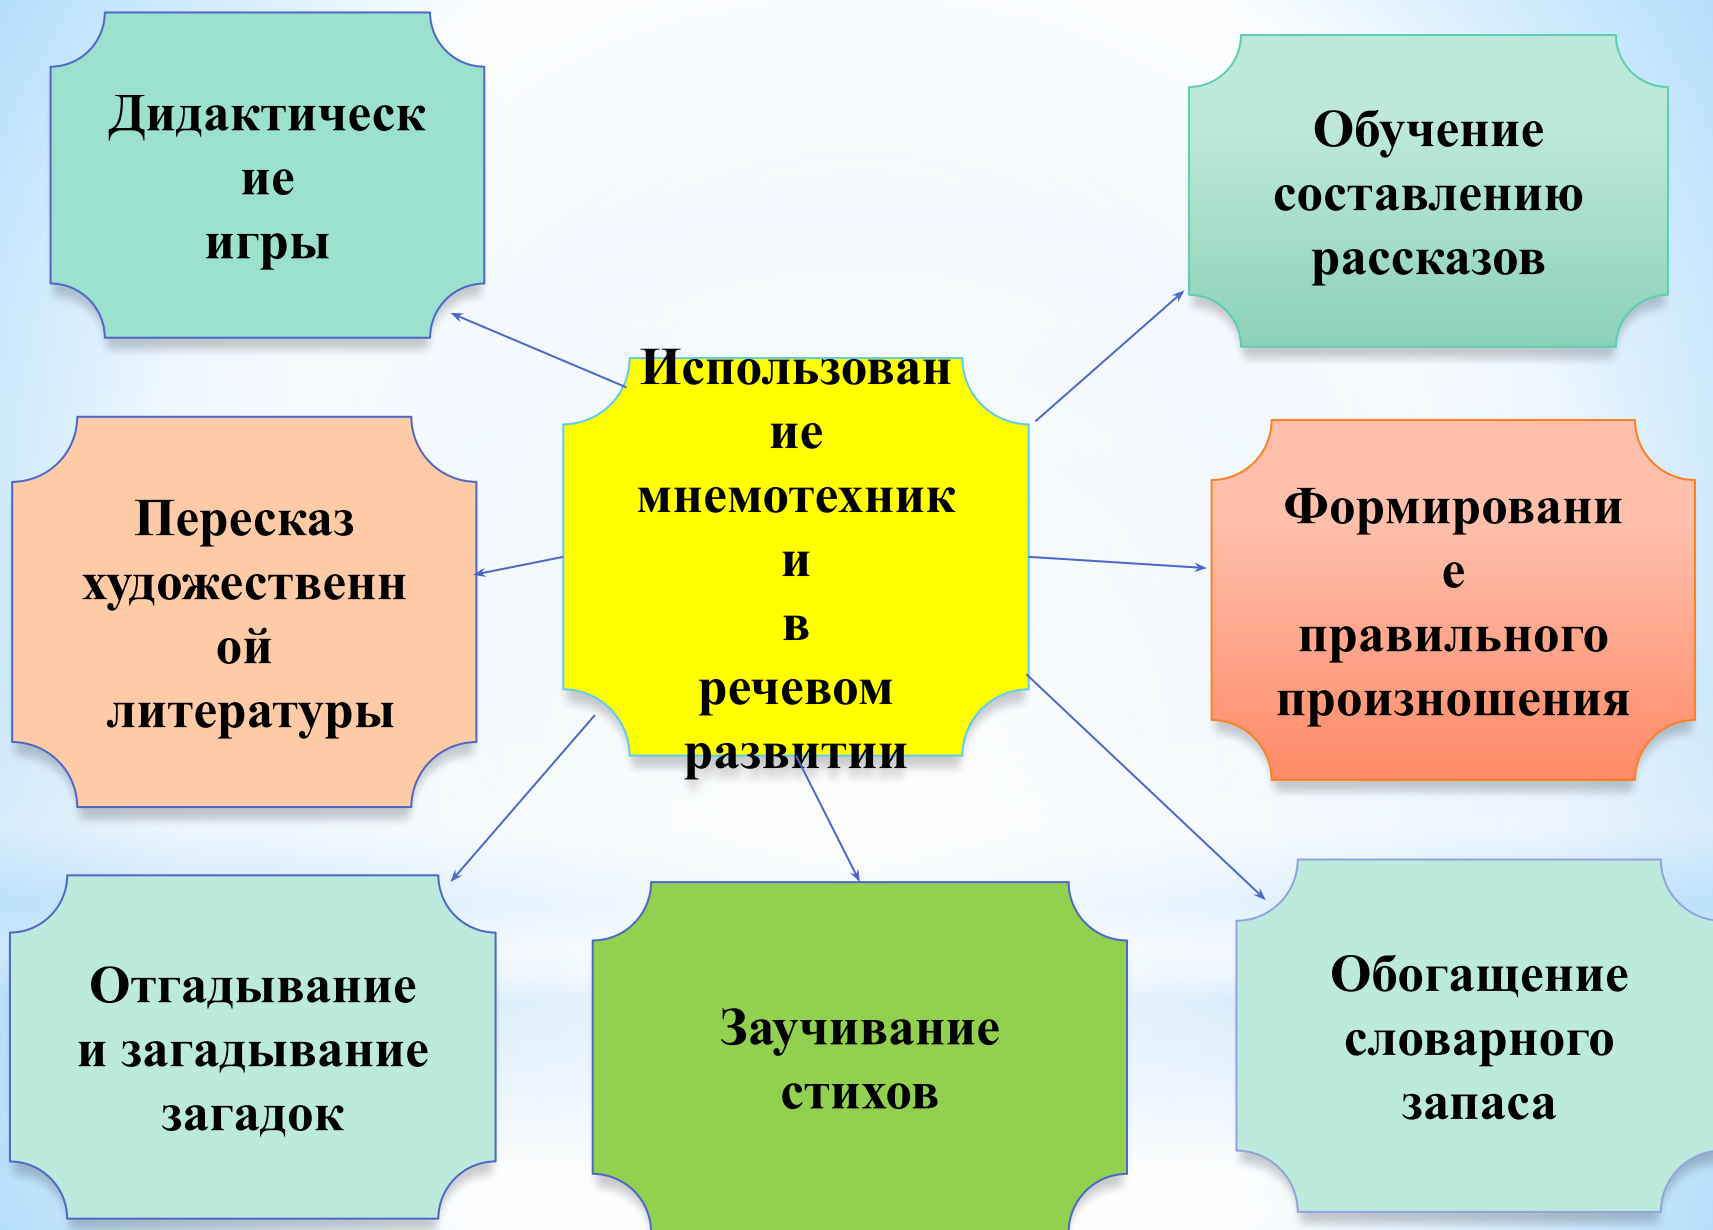 Дидактическ
ие
игры
Обучение
составлению
рассказов
Использован
ие
мнемотехник
и
в
речевом
развитии
Пересказ
художественн
ой
литературы
Формировани
е
правильного
произношения
Отгадывание
и загадывание
загадок
Заучивание
стихов
Обогащение
словарного
запаса